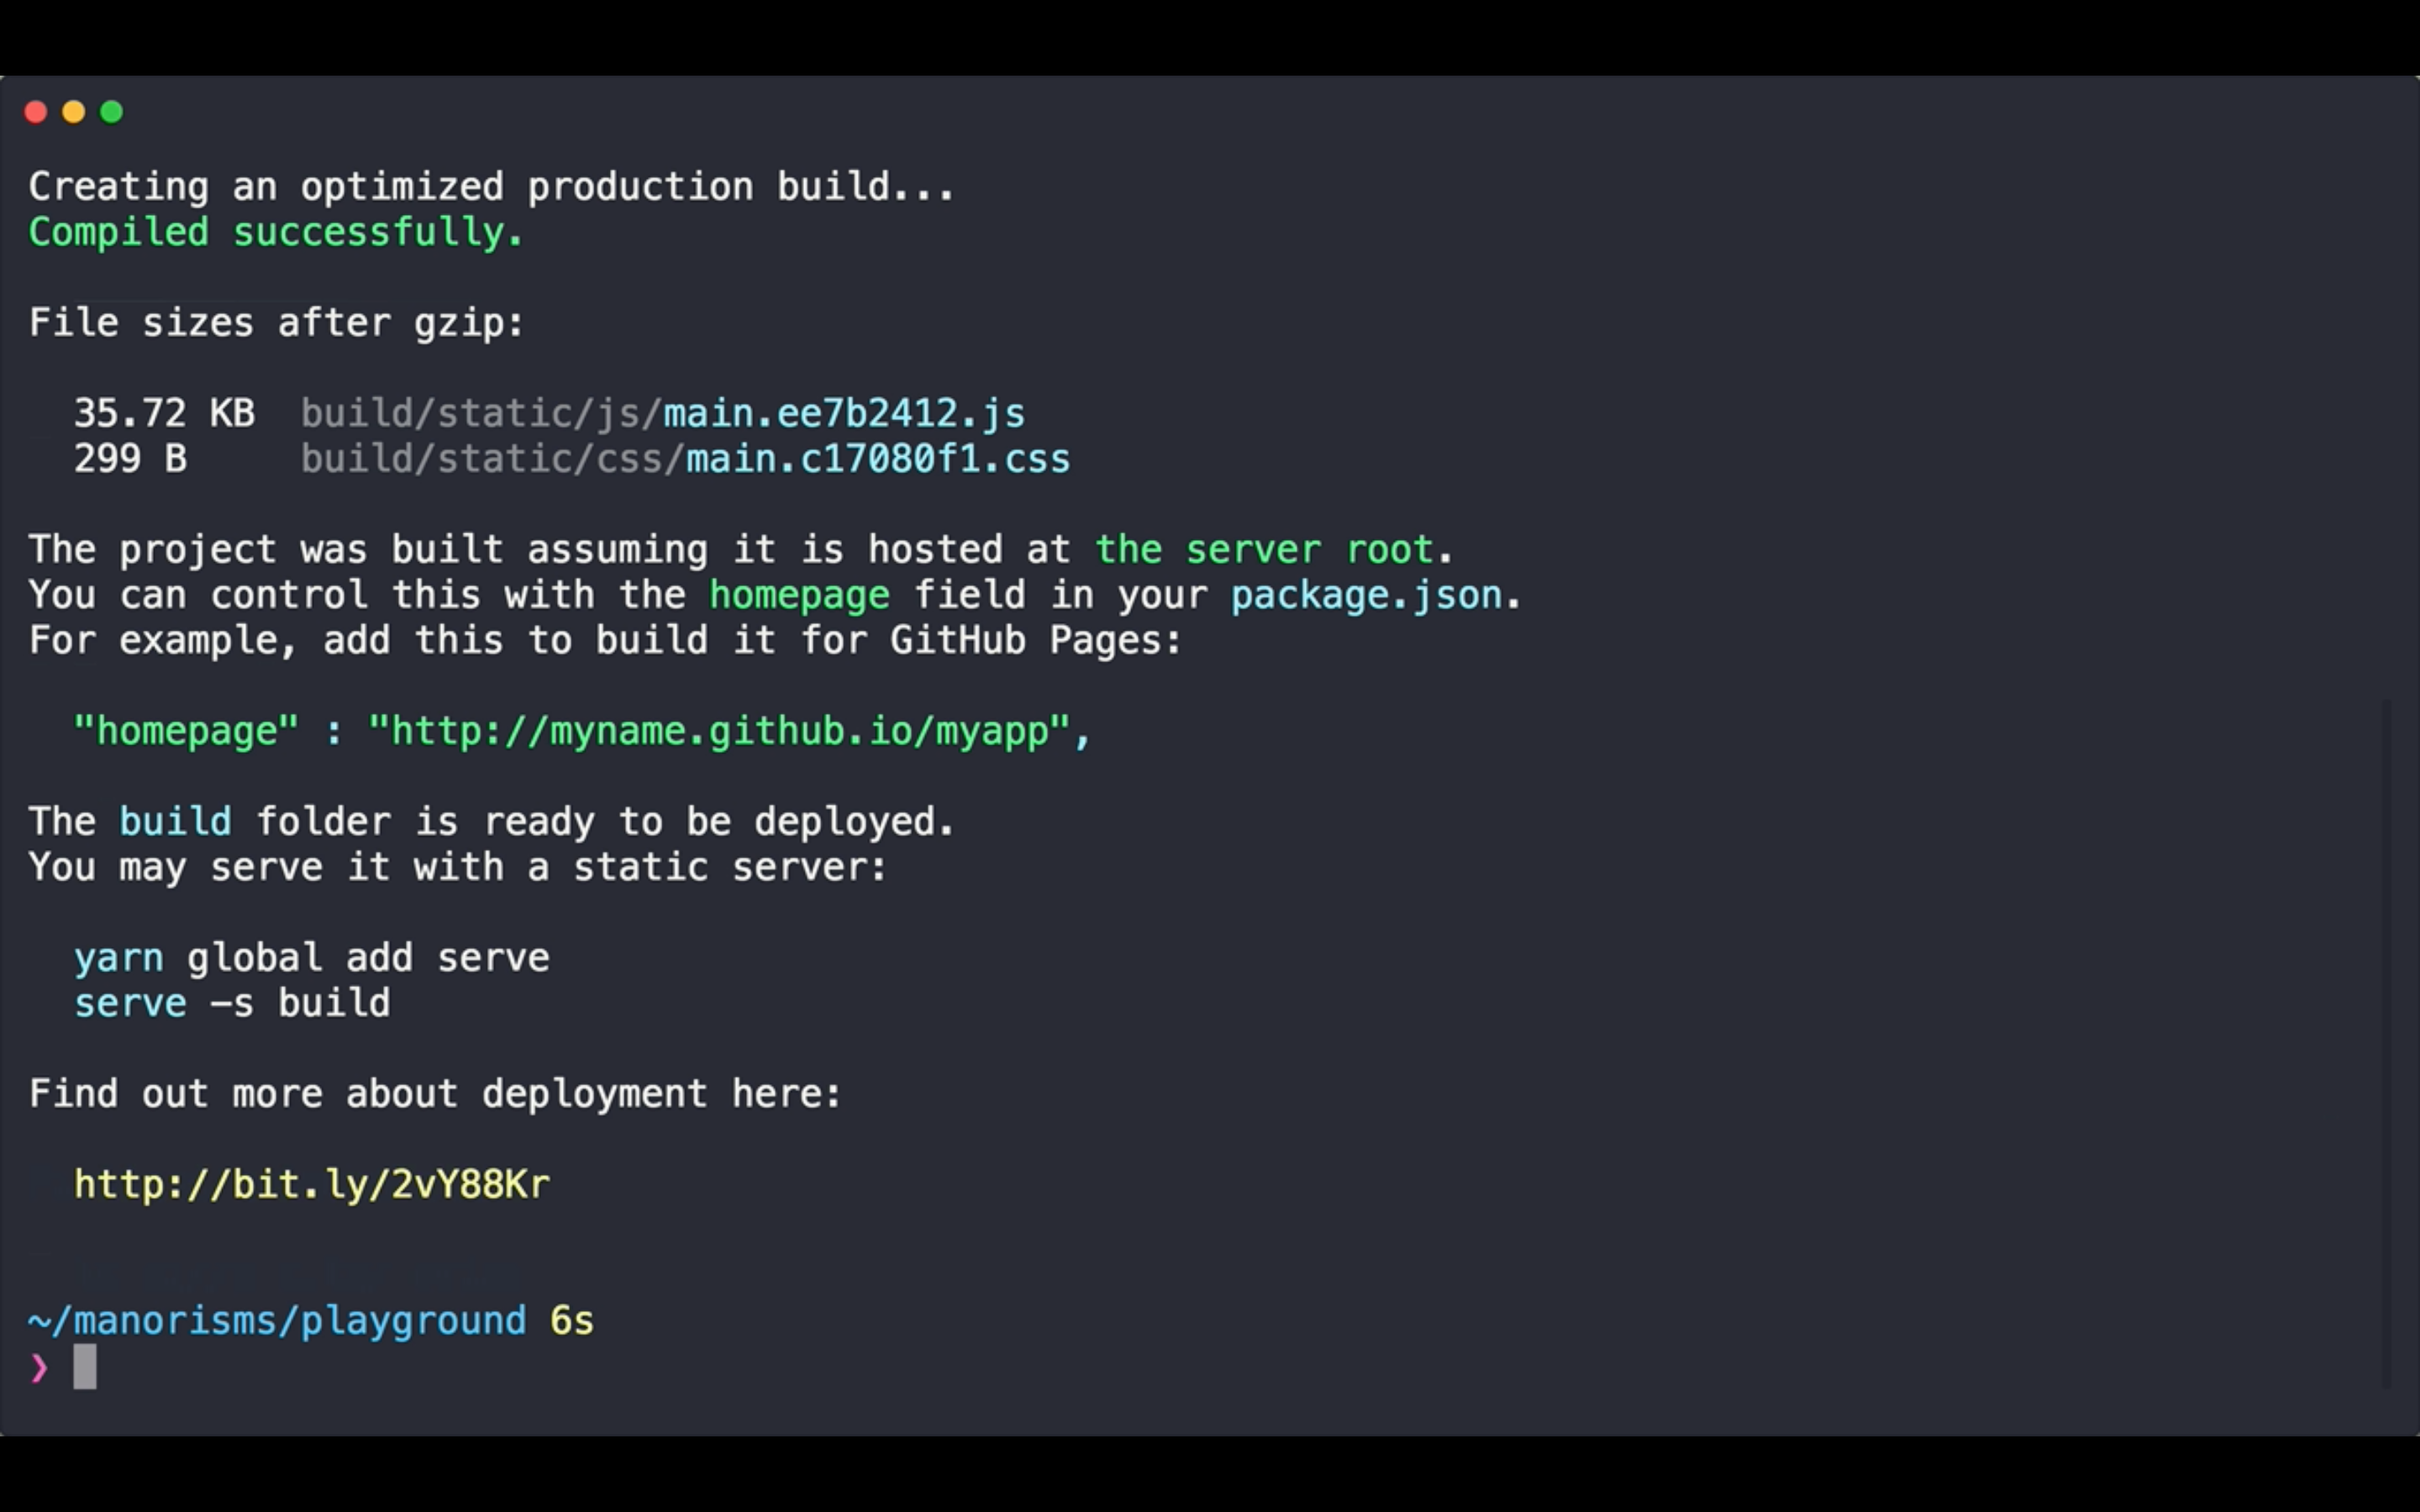 Creating an optimized production build...
Compiled successfully.
File sizes after gzip:
35.72 KB  build/static/js/main.ee7b2412.js
299 B     build/static/css/main.c17080f1.css
The project was built assuming it is hosted at the server root.
You can control this with the homepage field in your package.json.
For example, add this to build it for GitHub Pages:
"homepage" : "http://myname.github.io/myapp",
The build folder is ready to be deployed.
You may serve it with a static server:
yarn global add serve
serve -s build
Find out more about deployment here:
http://bit.ly/2vY88Kr
~/manorisms/playground 6s
❯